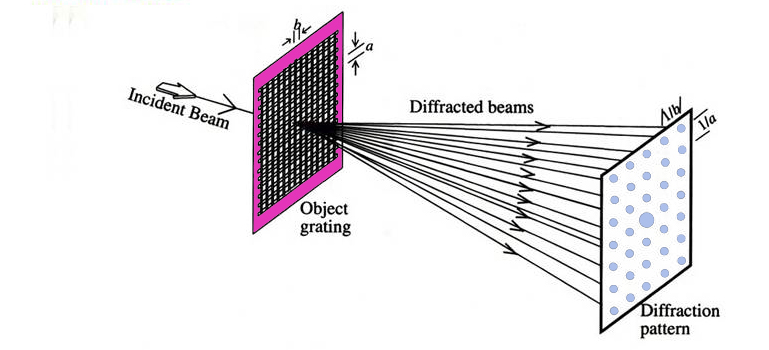 b
a
Incident Beam
Diffracted beams
1/b
1/a
Object
grating
Diffraction
pattern